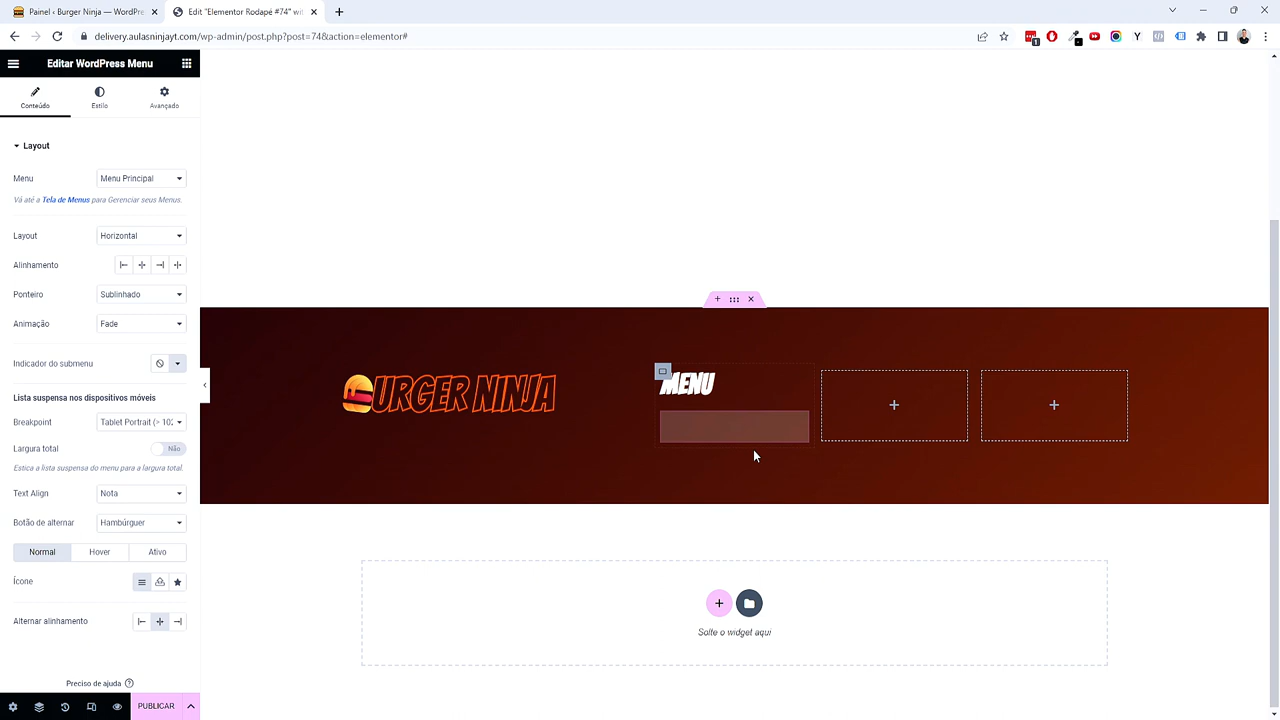 Painel ‹ Burger Ninja — WordPre
Edit "Elementor Rodapé #74" wit
delivery.aulasninjayt.com/wp-admin/post.php?post=74&action=elementor#
Editar WordPress Menu
Conteúdo
Estilo
Avançado
Layout
Menu
Menu Principal
Vá até a Tela de Menus para Gerenciar seus Menus.
Layout
Horizontal
Alinhamento
Ponteiro
Sublinhado
Animação
Fade
Indicador do submenu
Lista suspensa nos dispositivos móveis
Breakpoint
Tablet Portrait (> 102
Largura total
Não
Estica a lista suspensa do menu para a largura total.
Text Align
Nota
Botão de alternar
Hambúrguer
Normal
Hover
Ativo
Ícone
Alternar alinhamento
Preciso de ajuda
PUBLICAR
BURGER NINJA
MENU
Solte o widget aqui